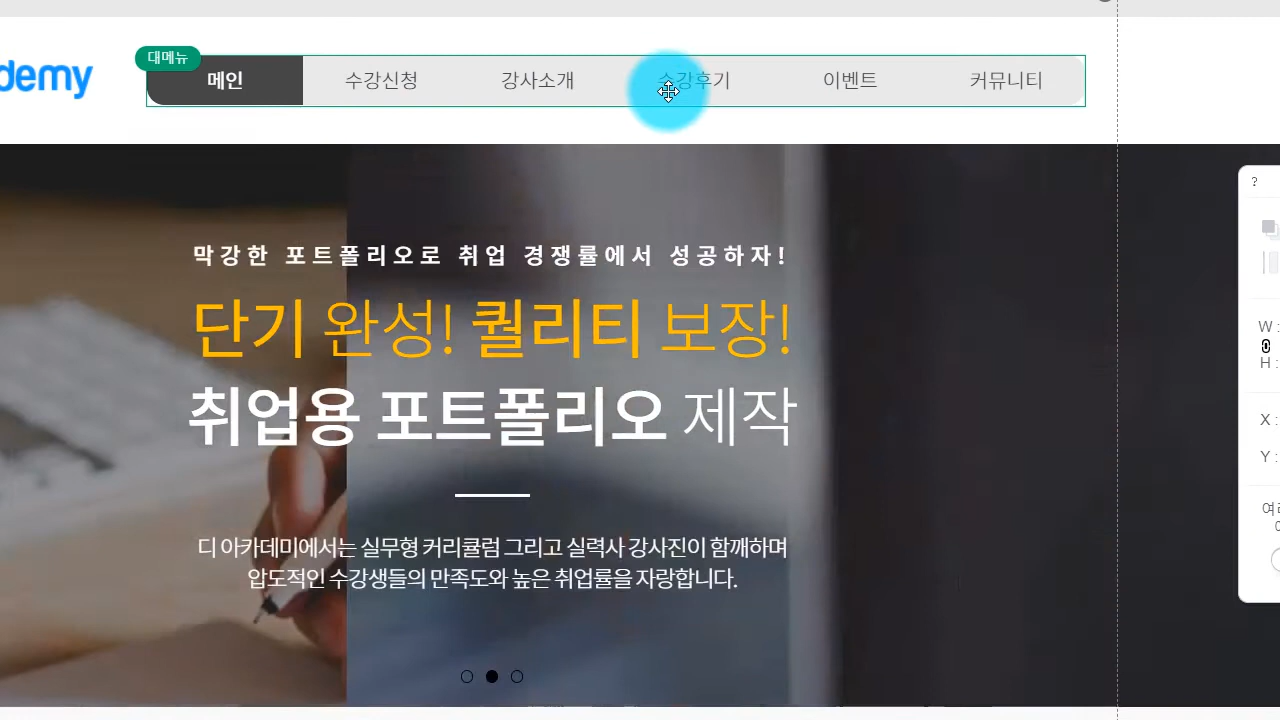 대메뉴
demy
메인 수강신청 강사소개 수강후기 이벤트 커뮤니티
막강한 포트폴리오로 취업 경쟁률에서 성공하자!
단기 완성! 퀄리티 보장!
취업용 포트폴리오 제작
디 아카데미에서는 실무형 커리큘럼 그리고 실력사 강사진이 함께하며
압도적인 수강생들의 만족도와 높은 취업률을 자랑합니다.
?
W :
H :
X :
Y :